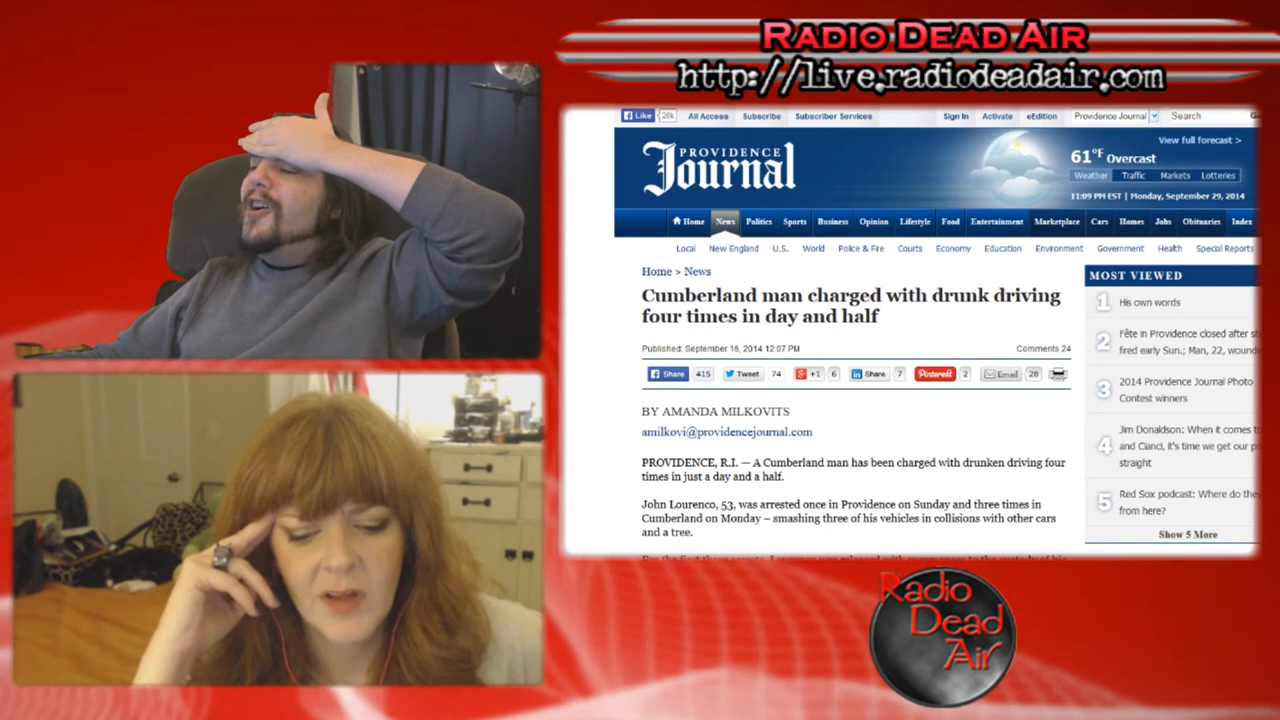 RADIO DEAD AIR
http://live.radiodeadair.com
Like 26k All Access Subscribe Subscriber Services Sign In Activate eEdition Providence Journal Search
PROVIDENCE
Journal
View full forecast >
61°F Overcast
Weather Traffic Markets Lotteries
11:09 PM EST | Monday, September 29, 2014
Home News Politics Sports Business Opinion Lifestyle Food Entertainment Marketplace Cars Homes Jobs Obituaries Index
Local New England U.S. World Police & Fire Courts Economy Education Environment Government Health Special Reports
Home > News
Cumberland man charged with drunk driving
four times in day and half
Published: September 16, 2014 12:07 PM Comments 24
Share 415 Tweet 74 +1 6 Share 7 Pinterest 2 Email 28
BY AMANDA MILKOVITS
amilkovi@providencejournal.com
PROVIDENCE, R.I. — A Cumberland man has been charged with drunken driving four
times in just a day and a half.
John Lourenco, 53, was arrested once in Providence on Sunday and three times in
Cumberland on Monday – smashing three of his vehicles in collisions with other cars
and a tree.
MOST VIEWED
1 His own words
2 Fête in Providence closed after
fired early Sun.; Man, 22,
3 2014 Providence Journal Photo
Contest winners
4 Jim Donaldson: When it comes
and Cianci, it's time we get our
straight
5 Red Sox podcast: Where do they
from here?
Show 5 More
Radio
Dead
Air